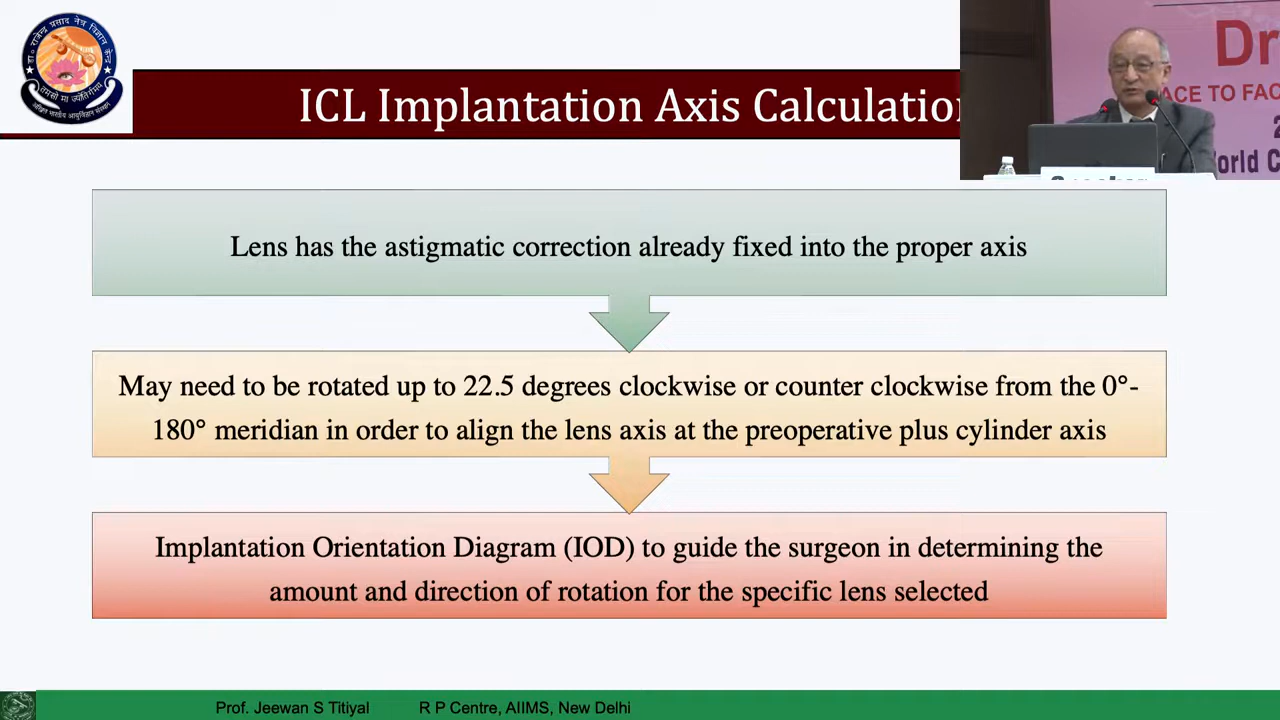 ICL Implantation Axis Calculation
Dr
ACE TO FAC
2
orld C
Lens has the astigmatic correction already fixed into the proper axis
May need to be rotated up to 22.5 degrees clockwise or counter clockwise from the 0°-
180° meridian in order to align the lens axis at the preoperative plus cylinder axis
Implantation Orientation Diagram (IOD) to guide the surgeon in determining the
amount and direction of rotation for the specific lens selected
Prof. Jeewan S Titiyal R P Centre, AIIMS, New Delhi